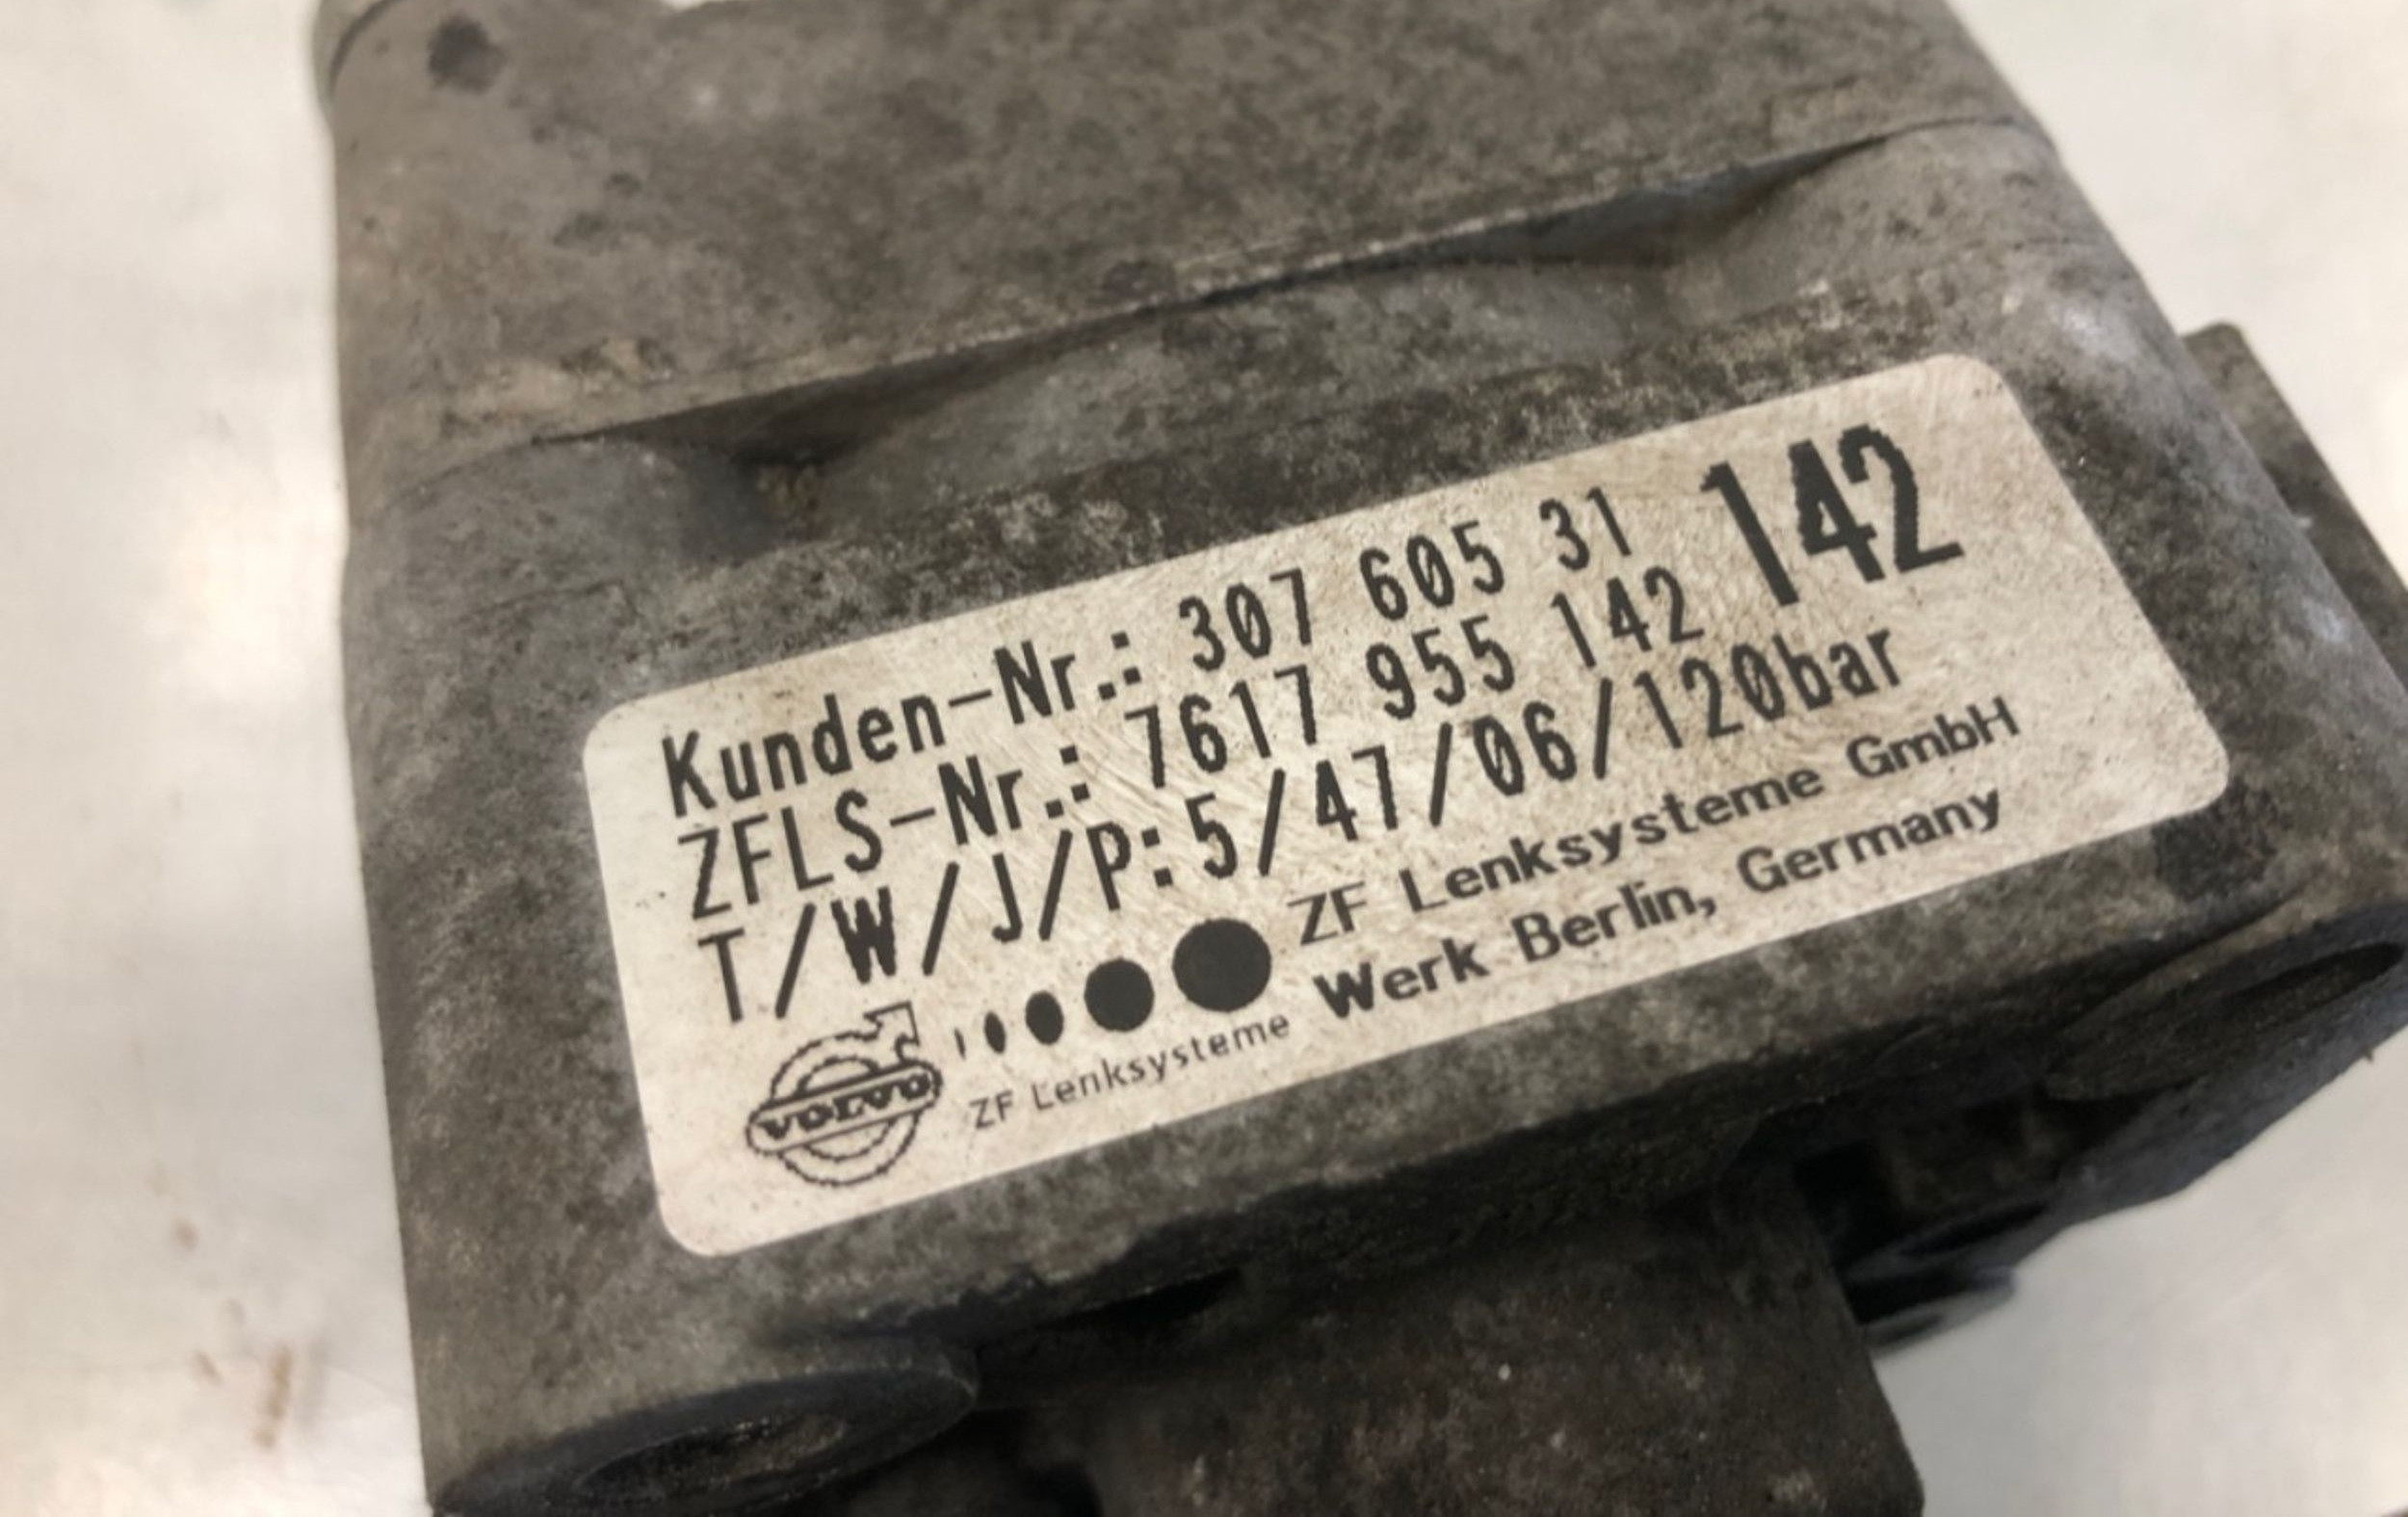 Kunden-Nr.: 307 605 31
142
ZFLS-Nr.: 7617 955 142
T/W/J/P:5/47/06/120bar
ZF Lenksysteme GmbH
Werk Berlin, Germany
VOLVO
ZF Lenksysteme